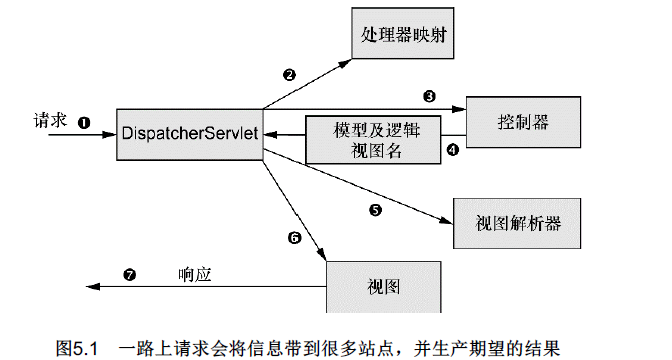 处理器映射
❷
❸
请求 ❶
DispatcherServlet
模型及逻辑
视图名
❹
控制器
❺
视图解析器
❻
❼ 响应
视图
图5.1 一路上请求会将信息带到很多站点，并生产期望的结果